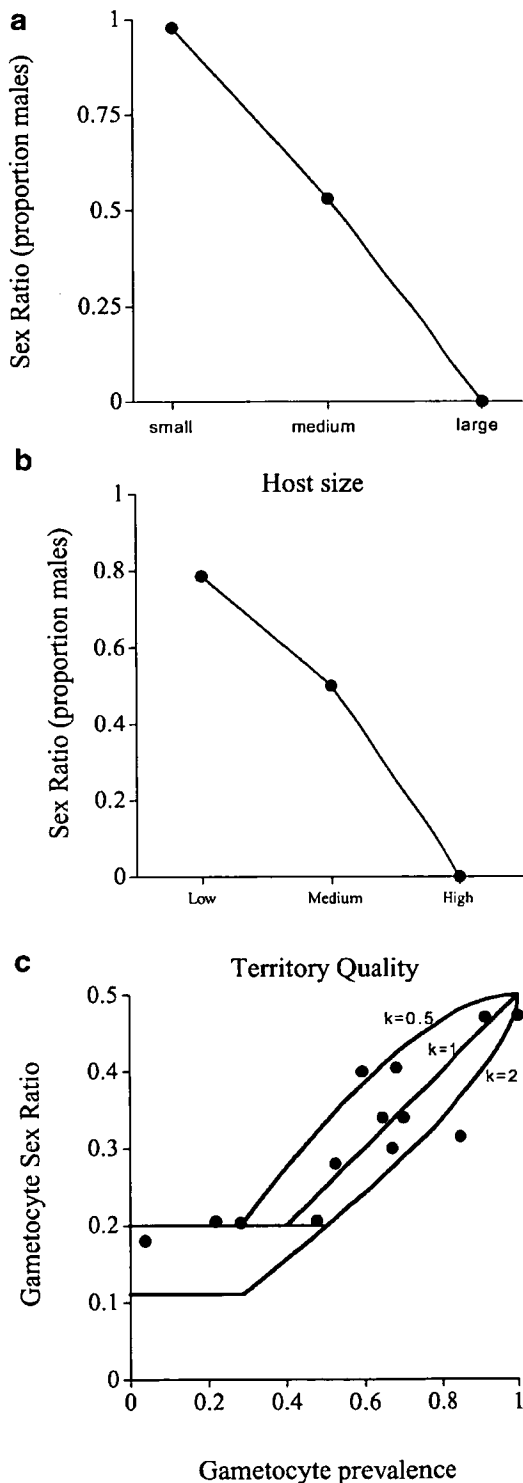 a
Sex Ratio (proportion males)
1
0.75
0.5
0.25
0
small medium large
Host size
b
Sex Ratio (proportion males)
1
0.8
0.6
0.4
0.2
0
Low Medium High
Territory Quality
c
Gametocyte Sex Ratio
0.5
0.4
0.3
0.2
0.1
0
k=0.5
k=1
k=2
0 0.2 0.4 0.6 0.8 1
Gametocyte prevalence